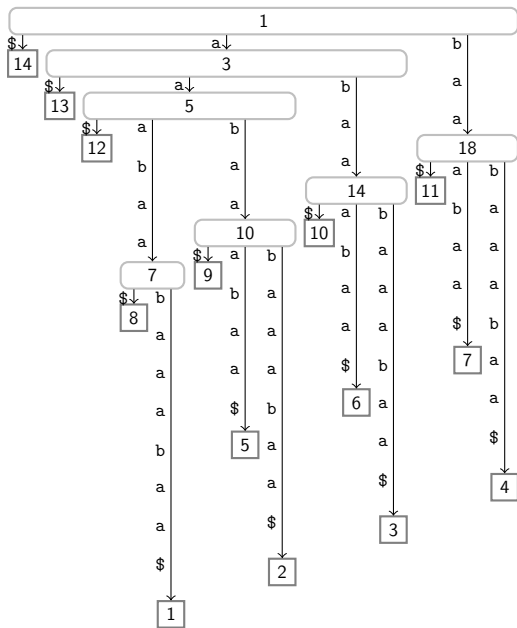 1
$ a b
14 3 a
$ a b a
13 5
$ a b a
12 18
b a a $ a b
14 11
a a $ a b b a
10 10
a $ a b b a a a
7 9
$ b b a a a a a
8
a a a a a $ b
7
a a a $ b a
6
a $ b a a
5
b a a $
4
a a $
3
a $
2
$
1